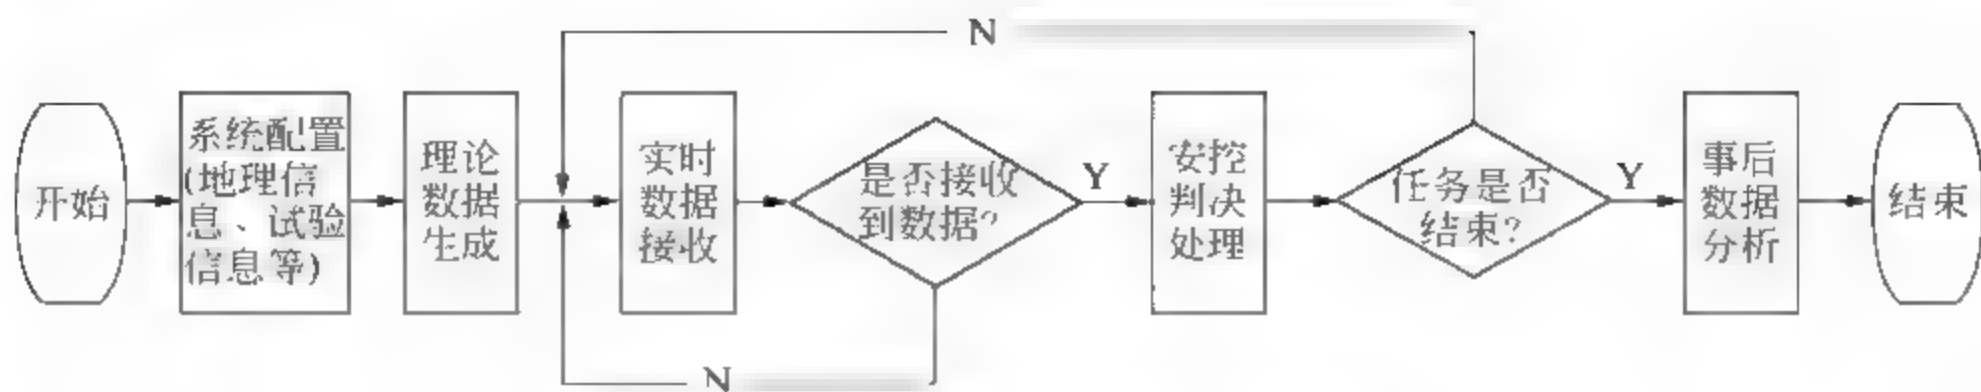 N
开始
系统配置
(地理信
息、试验
信息等)
理论
数据
生成
实时
数据
接收
是否接收
到数据?
Y
安控
判决
处理
任务是否
结束?
Y
事后
数据
分析
结束
N